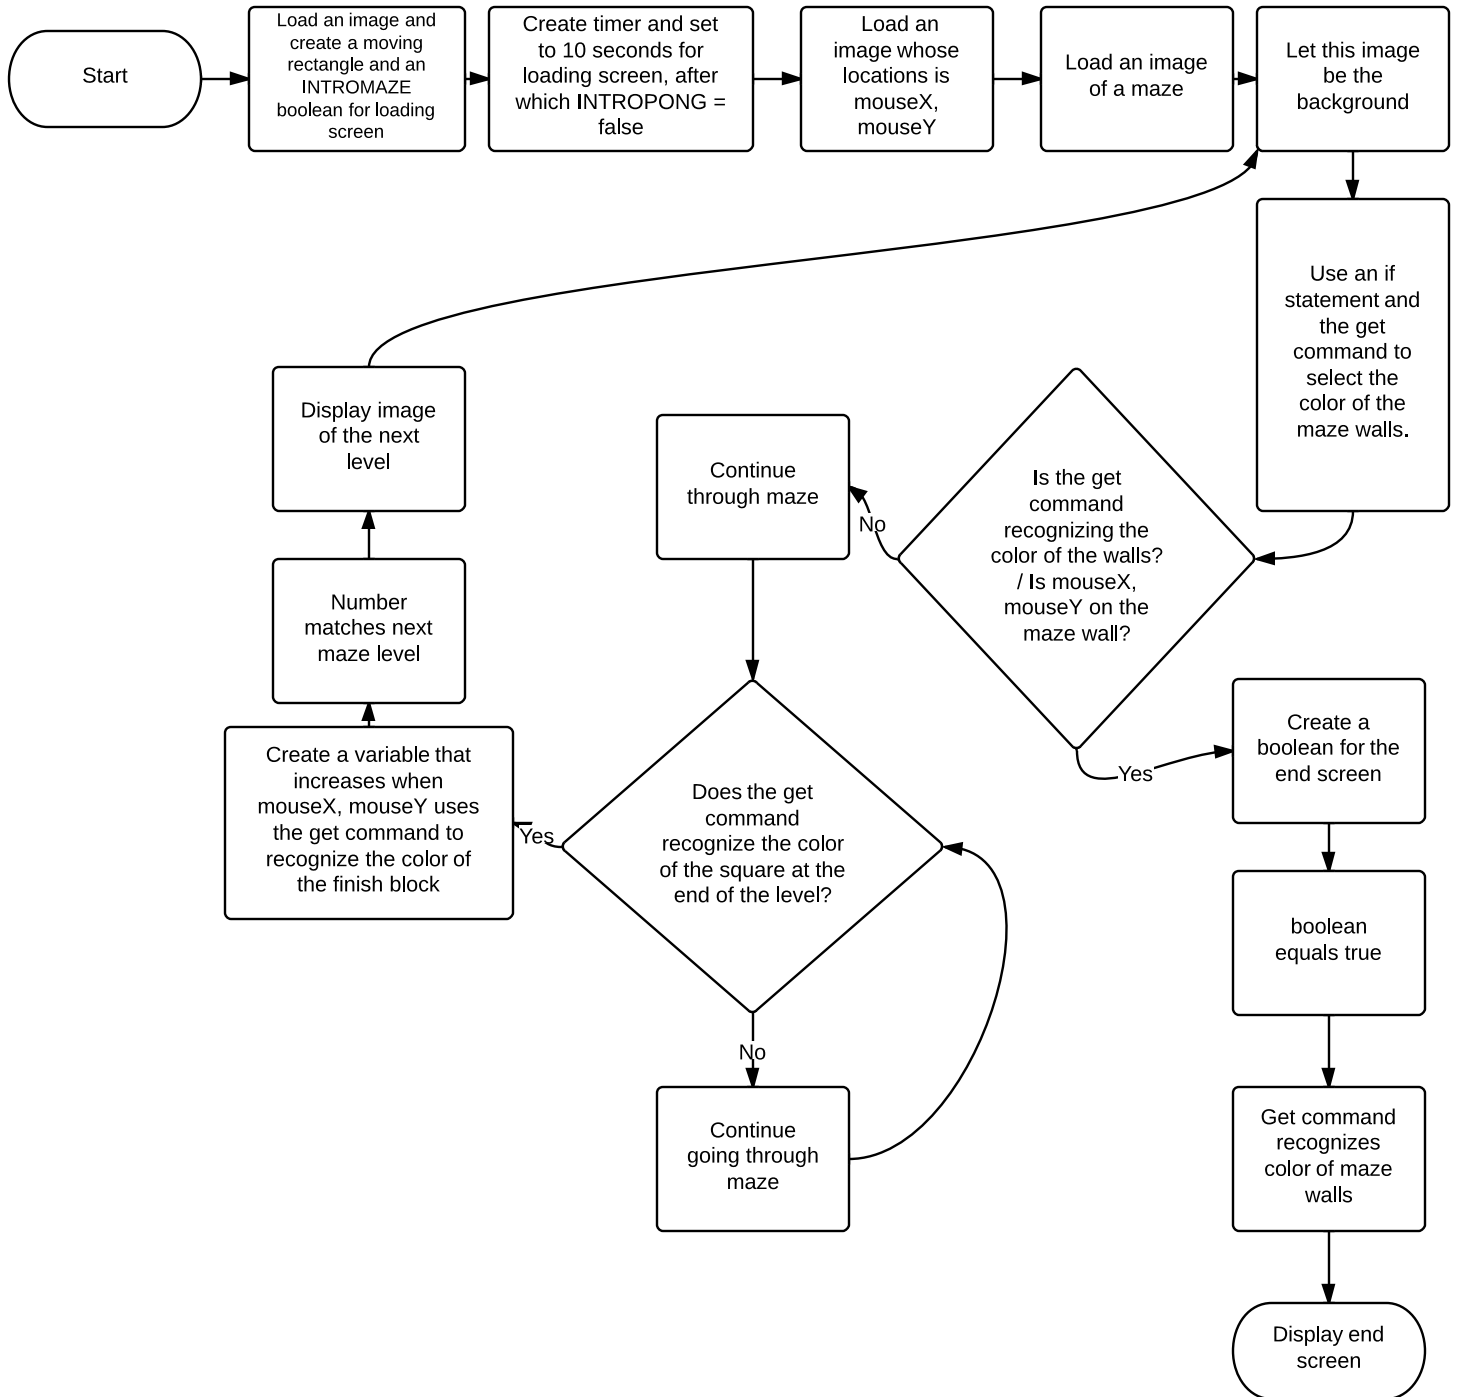 Start
Load an image and
create a moving
rectangle and an
INTROMAZE
boolean for loading
screen
Create timer and set
to 10 seconds for
loading screen, after
which INTROPONG =
false
Load an
image whose
locations is
mouseX,
mouseY
Load an image
of a maze
Let this image
be the
background
Use an if
statement and
the get
command to
select the
color of the
maze walls.
Is the get
command
recognizing the
color of the walls?
/ Is mouseX,
mouseY on the
maze wall?
No
Continue
through maze
Yes
Create a
boolean for the
end screen
boolean
equals true
Get command
recognizes
color of maze
walls
Display end
screen
Does the get
command
recognize the color
of the square at the
end of the level?
No
Continue
going through
maze
Yes
Create a variable that
increases when
mouseX, mouseY uses
the get command to
recognize the color of
the finish block
Number
matches next
maze level
Display image
of the next
level